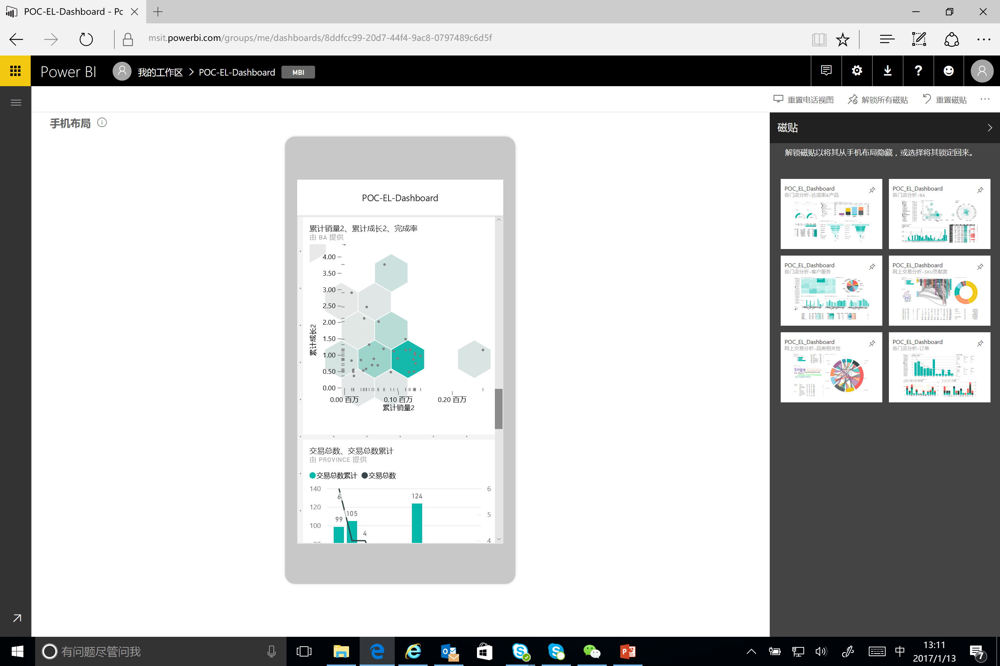 POC-EL-Dashboard - Pc
msit.powerbi.com/groups/me/dashboards/8ddfcc99-20d7-44f4-9ac8-0797489c6d5f
Power BI
我的工作区 > POC-EL-Dashboard MBI
重置电话视图 解锁所有磁贴 重置磁贴 ...
手机布局
POC-EL-Dashboard
累计销量2、累计成长2、完成率
由 BA 提供
4.00
3.50
3.00
2.50
2.00
1.50
1.00
0.50
0.00
累计成长2
0.00 百万 0.10 百万 0.20 百万
累计销量2
交易总数、交易总数累计
由 PROVINCE 提供
交易总数累计 交易总数
140 6
6 124
120 5
105
99
100 4
4
磁贴
解锁磁贴以将其从手机布局隐藏，或选择将其锁定回来。
POC_EL_Dashboard
各门店分析-达成率&产品
POC_EL_Dashboard
各门店分析-BA
POC_EL_Dashboard
各门店分析-客户服务
POC_EL_Dashboard
网上交易分析-SKU贡献度
522
POC_EL_Dashboard
网上交易分析-品类相关性
Single
POC_EL_Dashboard
各门店分析-订单
有问题尽管问我
中
13:11
2017/1/13
7